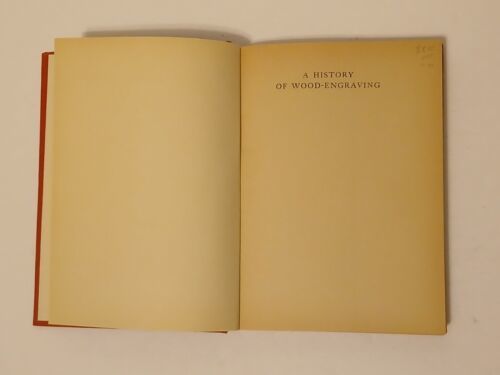 A HISTORY
OF WOOD-ENGRAVING